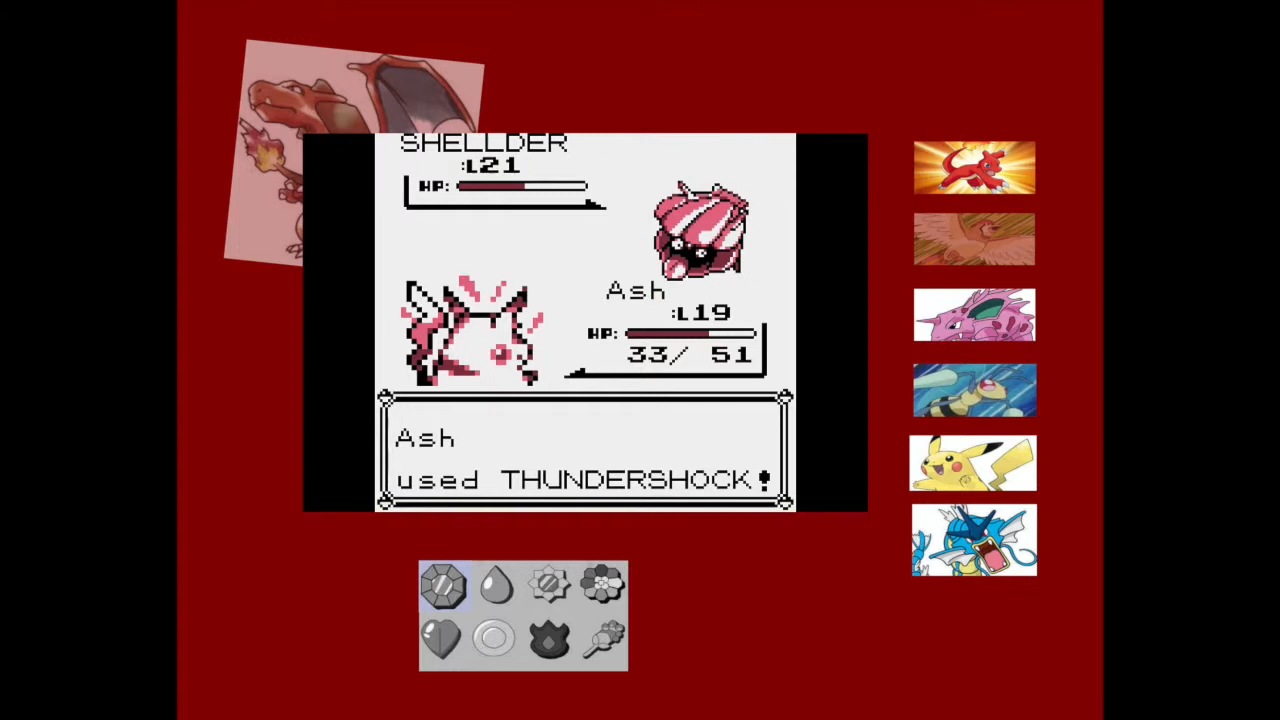 SHELLDER
:L21
HP:
Ash
:L19
HP:
33/ 51
Ash
used THUNDERSHOCK!